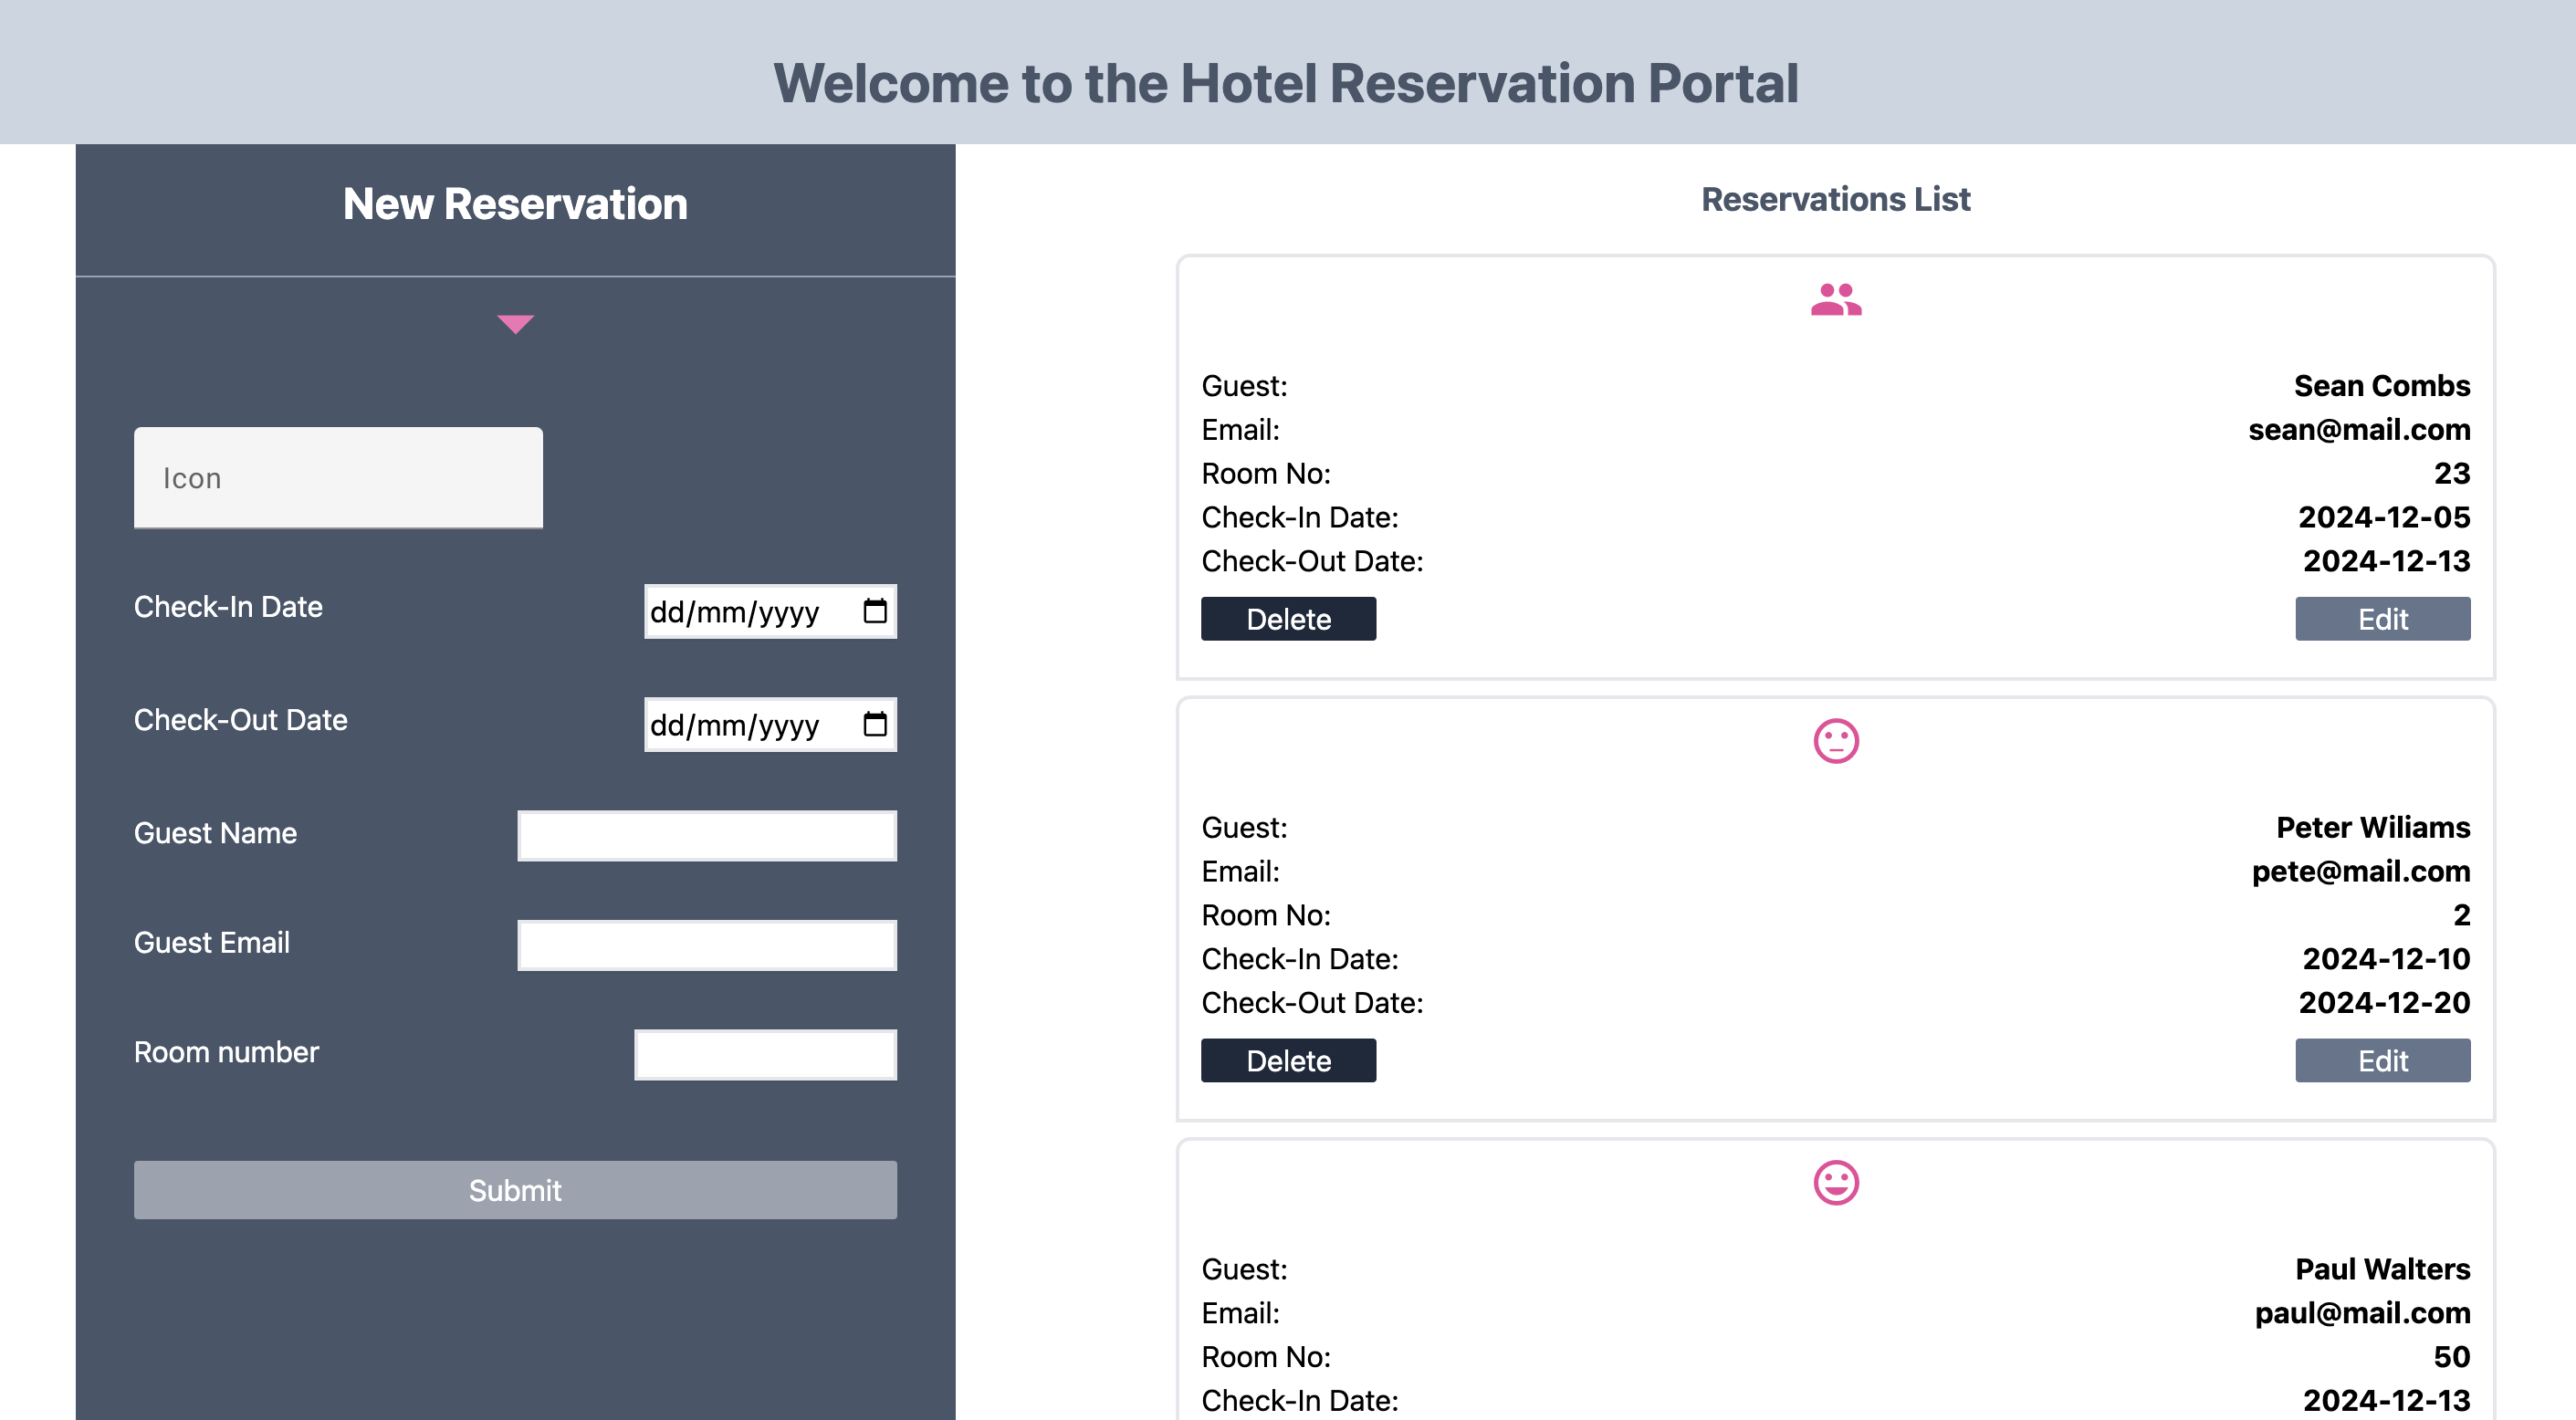 Welcome to the Hotel Reservation Portal
New Reservation
Icon
Check-In Date
dd/mm/yyyy
Check-Out Date
dd/mm/yyyy
Guest Name
Guest Email
Room number
Submit
Reservations List
Guest: Sean Combs
Email: sean@mail.com
Room No: 23
Check-In Date: 2024-12-05
Check-Out Date: 2024-12-13
Delete Edit
Guest: Peter Wiliams
Email: pete@mail.com
Room No: 2
Check-In Date: 2024-12-10
Check-Out Date: 2024-12-20
Delete Edit
Guest: Paul Walters
Email: paul@mail.com
Room No: 50
Check-In Date: 2024-12-13